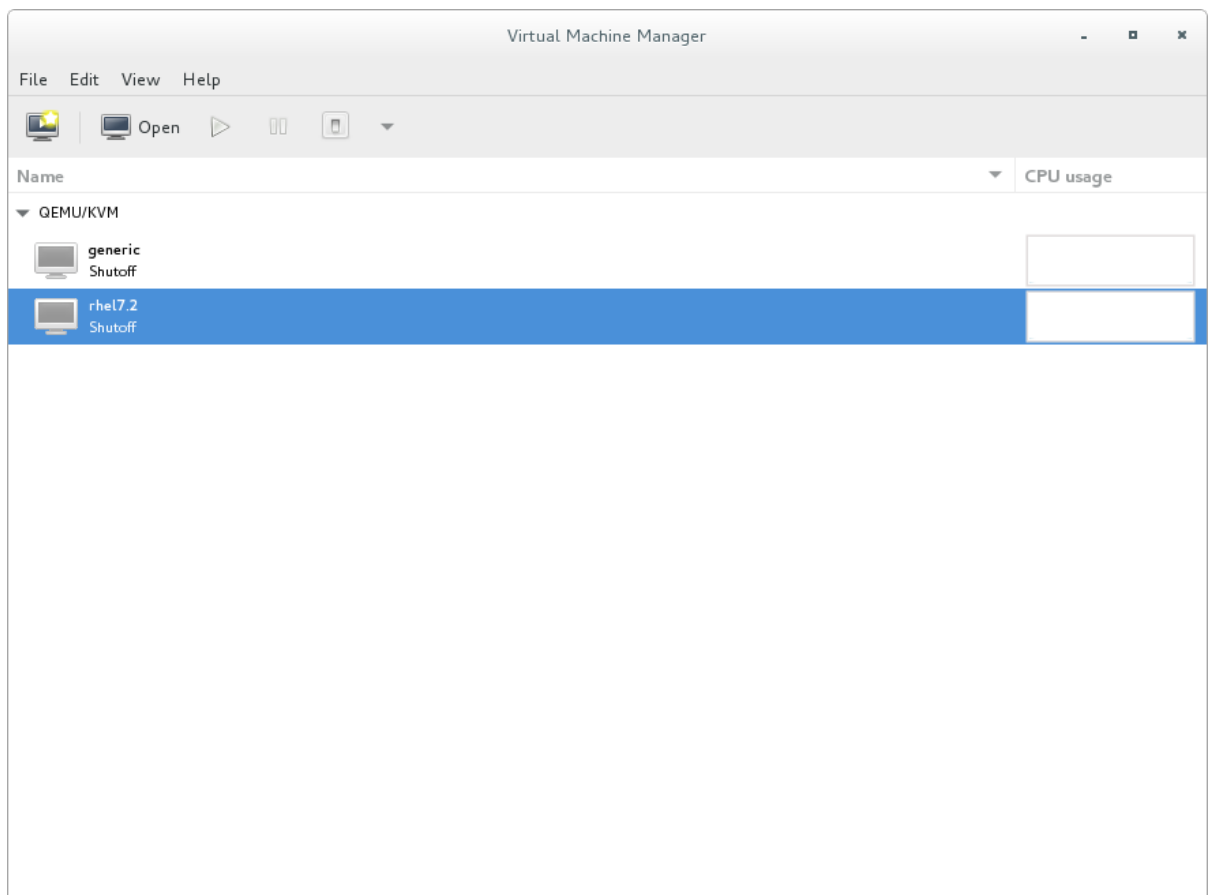 Virtual Machine Manager
File Edit View Help
Open
Name CPU usage
QEMU/KVM
generic
Shutoff
rhel7.2
Shutoff